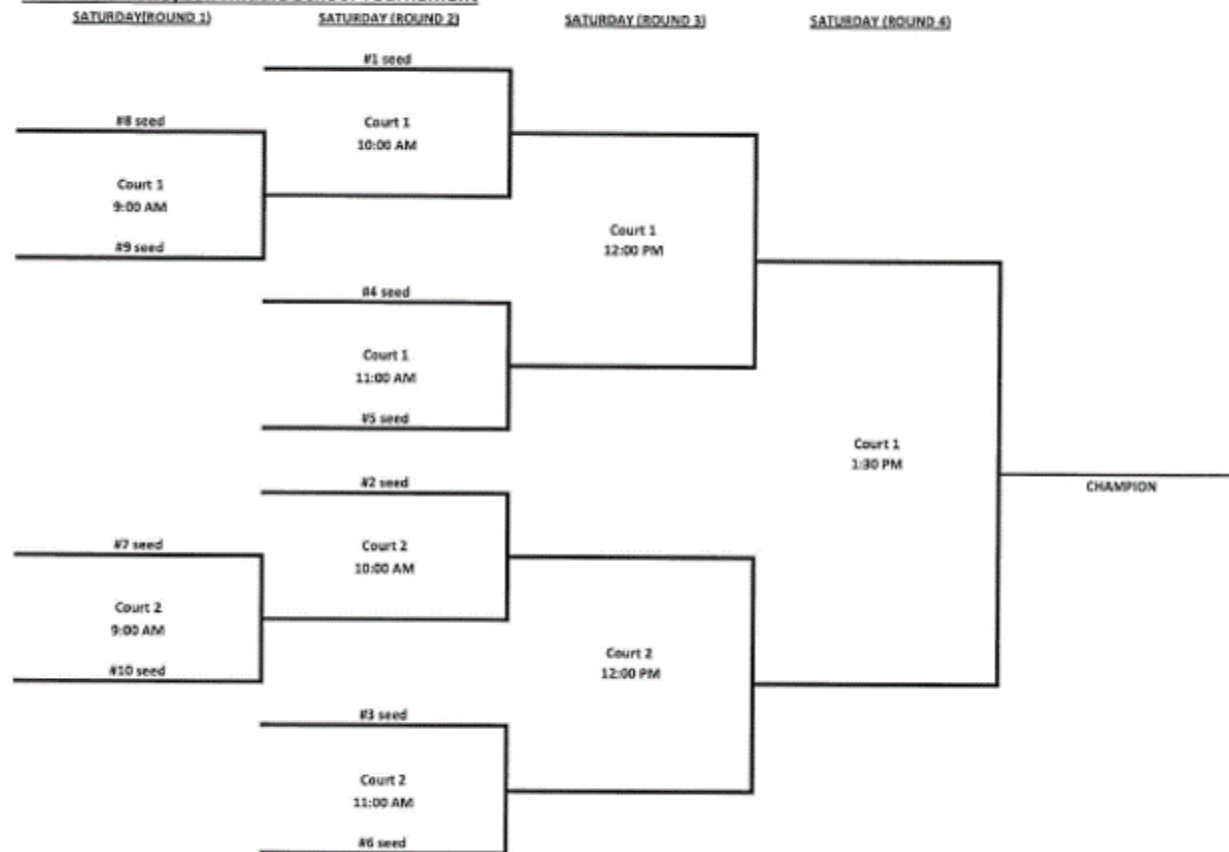 SATURDAY(ROUND 1)
SATURDAY (ROUND 2)
SATURDAY (ROUND 3)
SATURDAY (ROUND 4)
#1 seed
#8 seed
Court 1
10:00 AM
Court 1
9:00 AM
#9 seed
Court 1
12:00 PM
#4 seed
Court 1
11:00 AM
#5 seed
Court 1
1:30 PM
CHAMPION
#2 seed
#7 seed
Court 2
10:00 AM
Court 2
9:00 AM
#10 seed
Court 2
12:00 PM
#3 seed
Court 2
11:00 AM
#6 seed